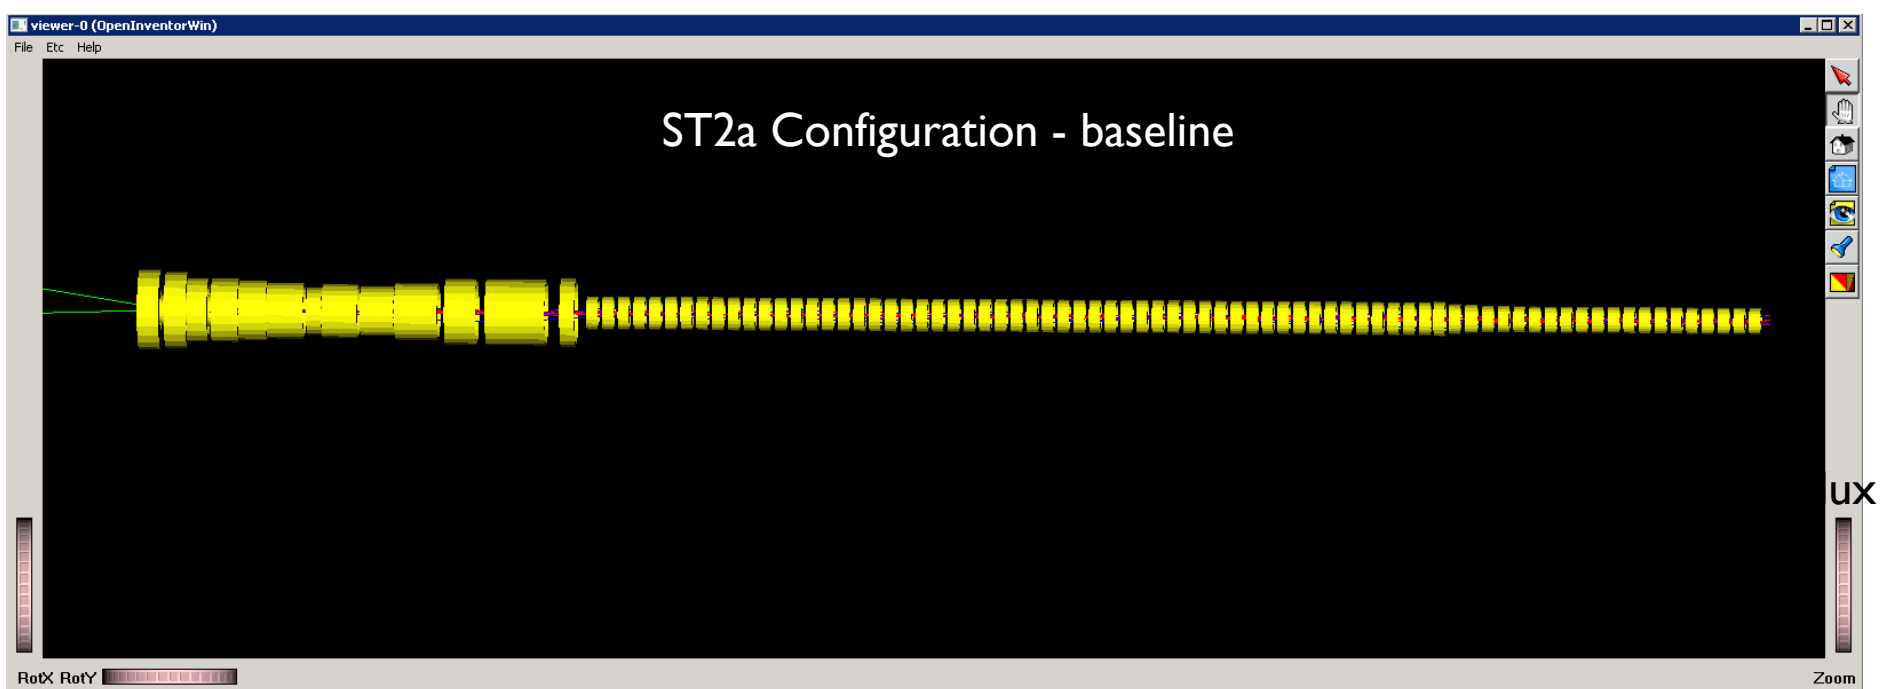 viewer-0 (OpenInventorWin)
File Etc Help
ST2a Configuration - baseline
ux
RotX RotY
Zoom